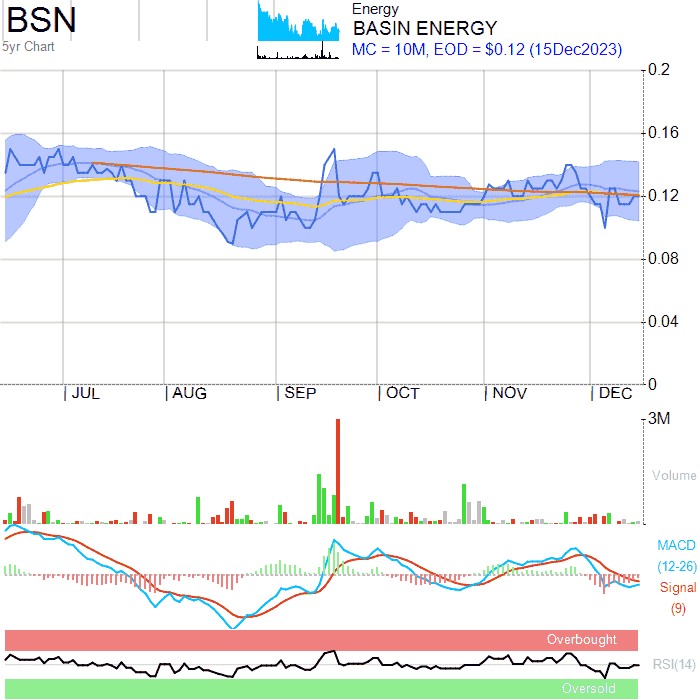 BSN
5yr Chart
Energy
BASIN ENERGY
MC = 10M, EOD = $0.12 (15Dec2023)
0.2
0.16
0.12
0.08
0.04
0
JUL AUG SEP OCT NOV DEC
3M
Volume
MACD
(12-26)
Signal
(9)
Overbought
RSI(14)
Oversold